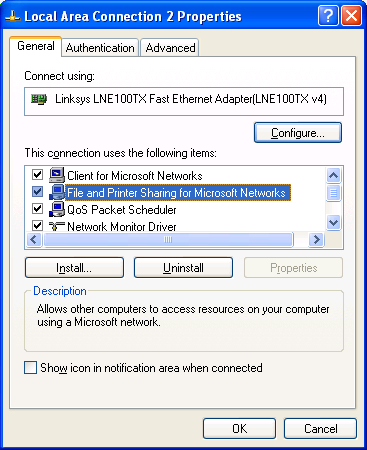 Local Area Connection 2 Properties
General Authentication Advanced
Connect using:
Linksys LNE100TX Fast Ethernet Adapter(LNE100TX v4)
Configure...
This connection uses the following items:
Client for Microsoft Networks
File and Printer Sharing for Microsoft Networks
QoS Packet Scheduler
Network Monitor Driver
Install... Uninstall Properties
Description
Allows other computers to access resources on your computer
using a Microsoft network.
Show icon in notification area when connected
OK Cancel